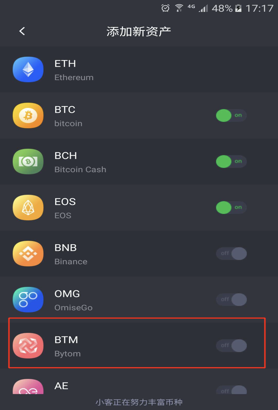 4G 48% 17:17
添加新资产
ETH
Ethereum
BTC
bitcoin
on
BCH
Bitcoin Cash
on
EOS
EOS
on
BNB
Binance
off
OMG
OmiseGo
off
BTM
Bytom
off
AE
off
小客正在努力丰富币种